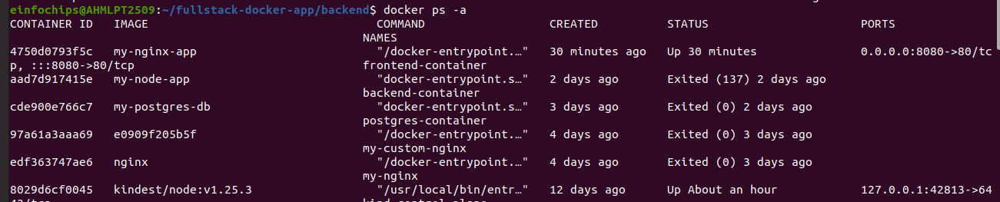 einfochips@AHMLPT2509:~/fullstack-docker-app/backend$ docker ps -a
CONTAINER ID   IMAGE                                      COMMAND                  CREATED          STATUS                       PORTS
NAMES
4750d0793f5c   my-nginx-app                               "/docker-entrypoint.…"   30 minutes ago   Up 30 minutes                0.0.0.0:8080->80/tc
p, :::8080->80/tcp                                      frontend-container
aad7d917415e   my-node-app                                "docker-entrypoint.s…"   2 days ago       Exited (137) 2 days ago
backend-container
cde900e766c7   my-postgres-db                             "docker-entrypoint.s…"   3 days ago       Exited (0) 2 days ago
postgres-container
97a61a3aaa69   e0909f205b5f                               "/docker-entrypoint.…"   4 days ago       Exited (0) 3 days ago
my-custom-nginx
edf363747ae6   nginx                                      "/docker-entrypoint.…"   4 days ago       Exited (0) 3 days ago
my-nginx
8029d6cf0045   kindest/node:v1.25.3                       "/usr/local/bin/entr…"   12 days ago      Up About an hour             127.0.0.1:42813->64